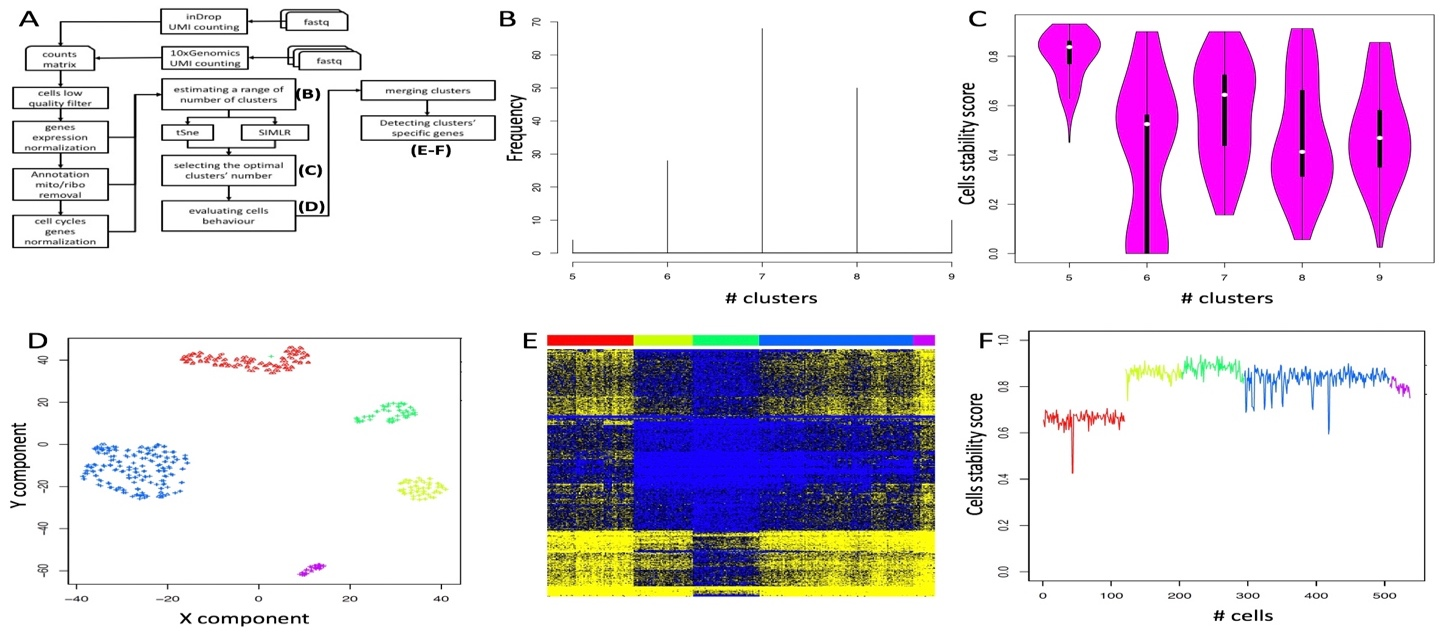 A
inDrop
UMI counting
fastq
counts
matrix
10xGenomics
UMI counting
fastq
cells low
quality filter
genes
expression
normalization
Annotation
mito/ribo
removal
cell cycles
genes
normalization
estimating a range of
number of clusters
(B)
tSne
SIMLR
selecting the optimal
clusters' number
(C)
evaluating cells
behaviour
(D)
merging clusters
Detecting clusters'
specific genes
(E-F)
B
Frequency
70
60
50
40
30
20
10
0
5 6 7 8 9
# clusters
C
Cells stability score
0.8
0.6
0.4
0.2
0.0
5 6 7 8 9
# clusters
D
Y component
40
20
0
-20
-40
-60
-40 -20 0 20 40
X component
E
F
Cells stability score
1.0
0.8
0.6
0.4
0.2
0.0
0 100 200 300 400 500
# cells